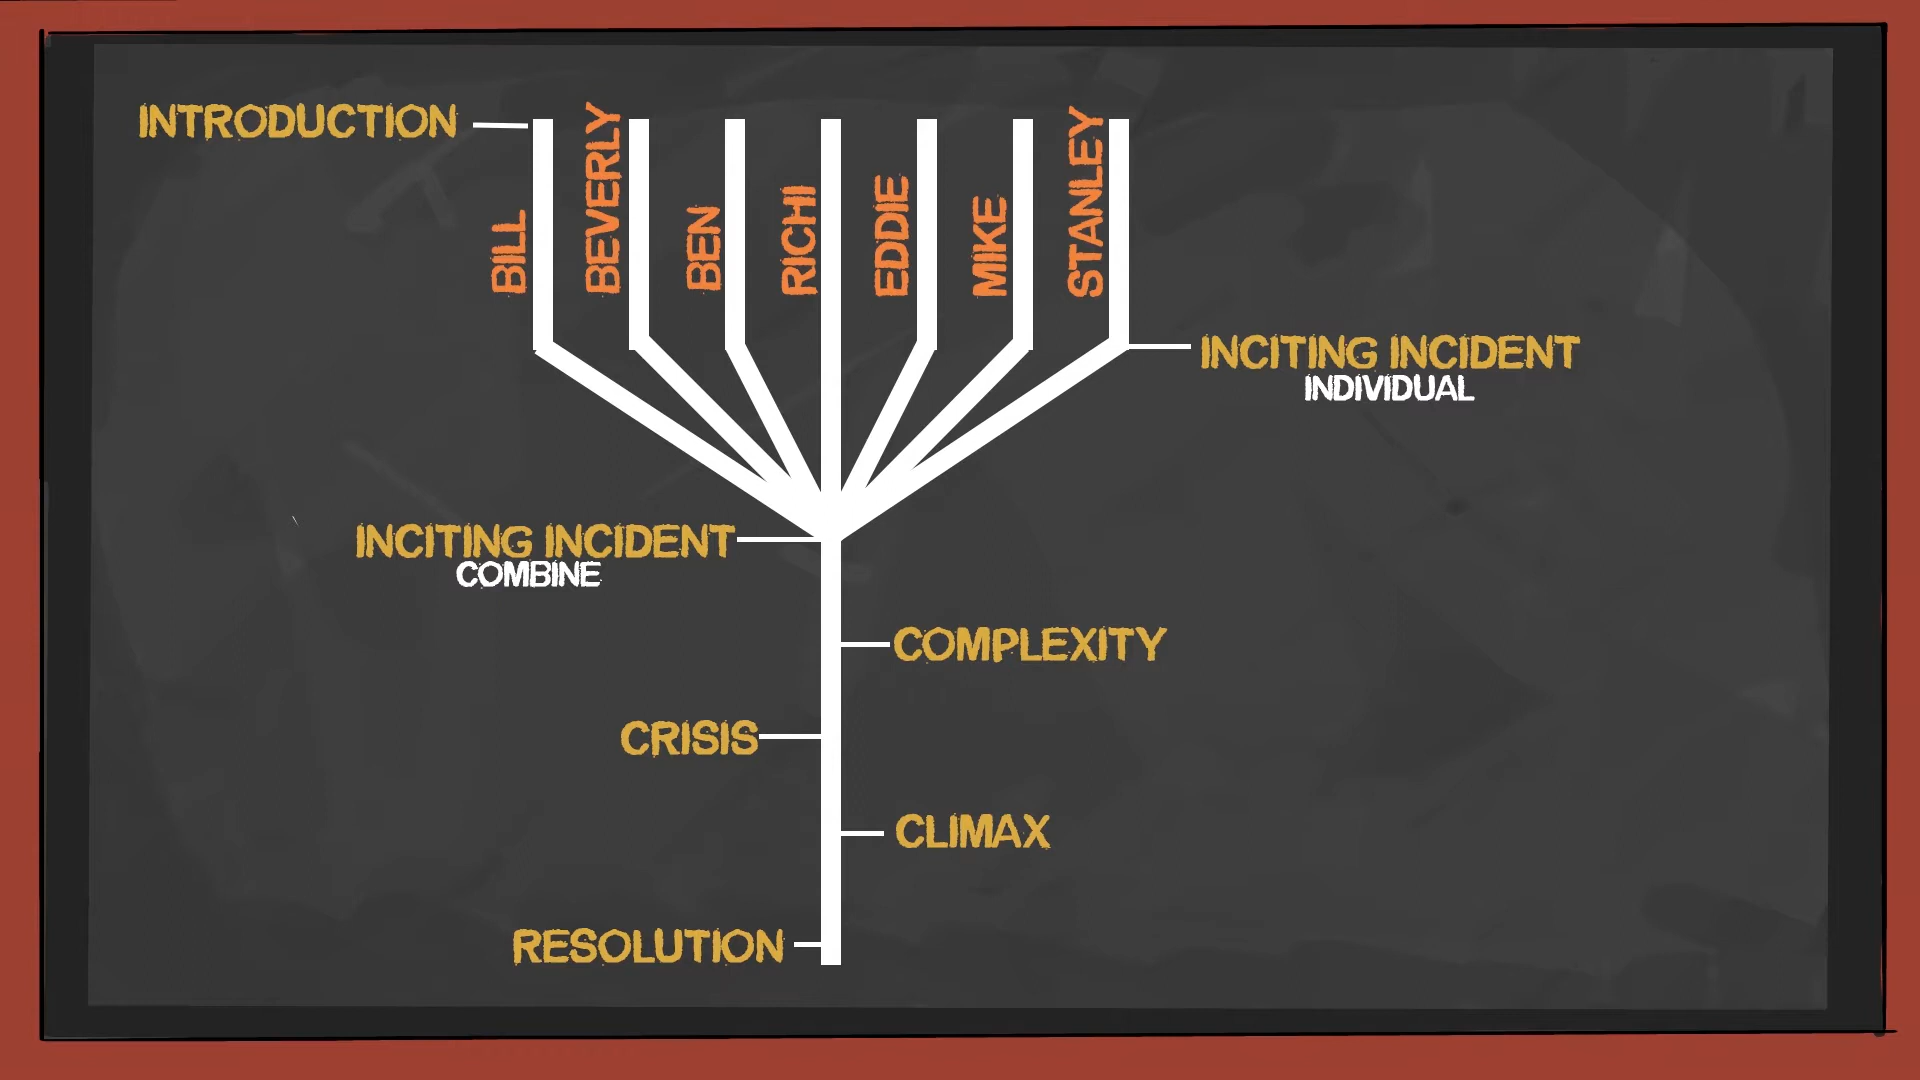 INTRODUCTION
BILL
BEVERLY
BEN
RICHI
EDDIE
MIKE
STANLEY
INCITING INCIDENT
INDIVIDUAL
INCITING INCIDENT
COMBINE
COMPLEXITY
CRISIS
CLIMAX
RESOLUTION